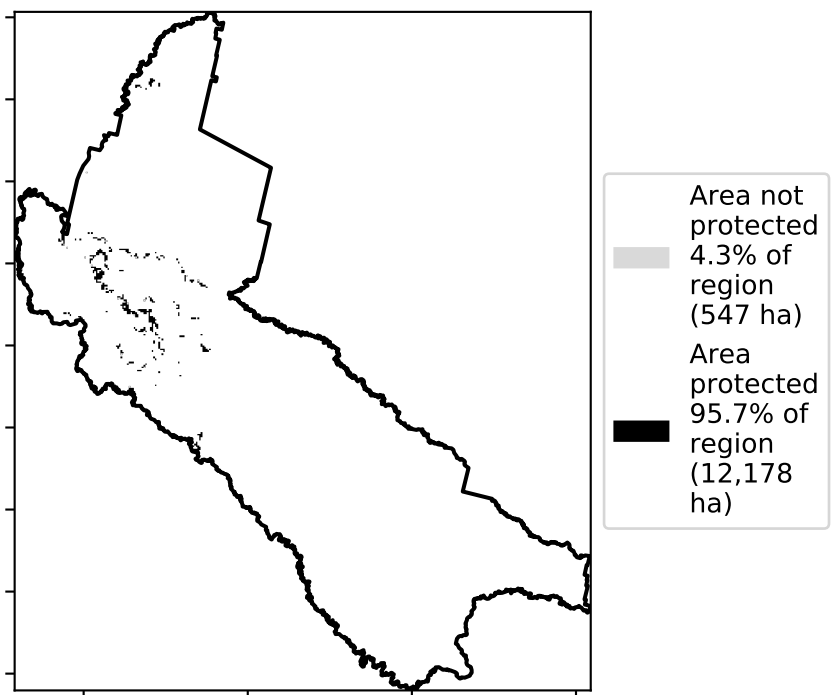 Area not
protected
4.3% of
region
(547 ha)
Area
protected
95.7% of
region
(12,178
ha)